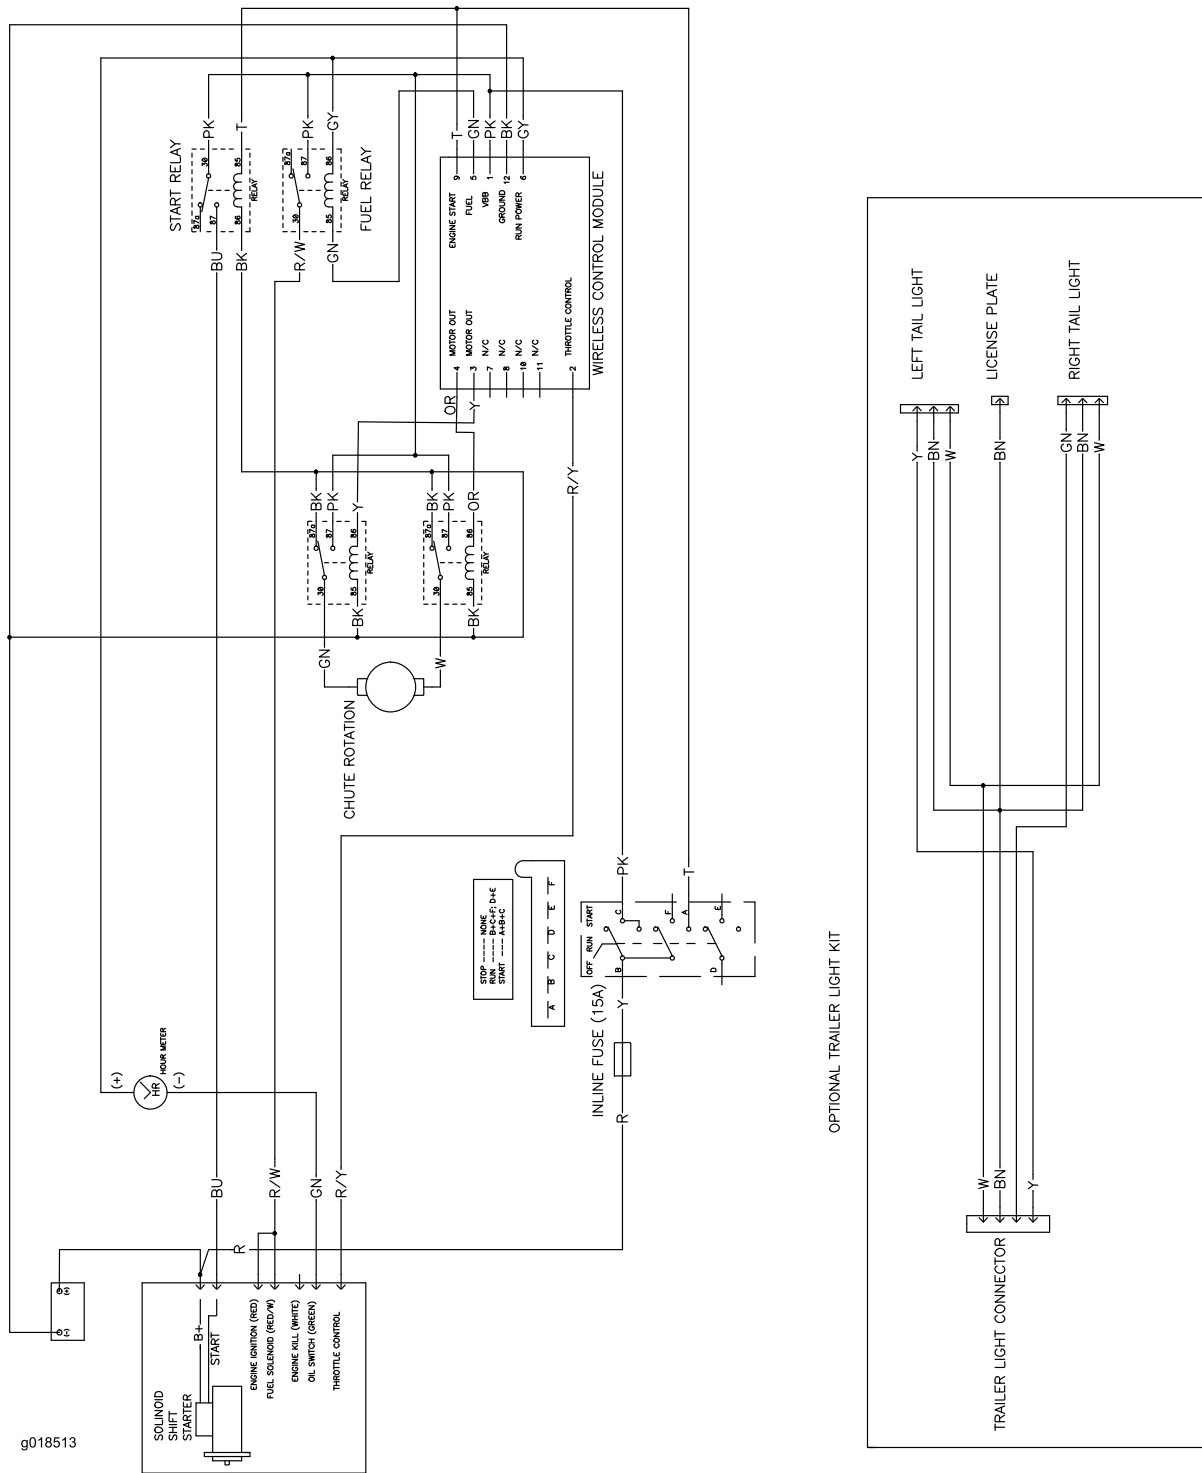 START RELAY
PK
T
30
85
87a
87
86
RELAY
BU
BK
PK
GY
87a
87
86
30
85
RELAY
R/W
GN
FUEL RELAY
T
GN
PK
BK
GY
9
5
1
12
6
ENGINE START
FUEL
VBB
GROUND
RUN POWER
MOTOR OUT
MOTOR OUT
N/C
N/C
N/C
N/C
THROTTLE CONTROL
4
3
7
8
10
11
2
WIRELESS CONTROL MODULE
OR
Y
R/Y
BK
PK
Y
87a
87
86
30
85
RELAY
BK
BK
PK
OR
87a
87
86
30
85
RELAY
BK
GN
W
CHUTE ROTATION
STOP ---- NONE
RUN ---- B+C+F; D+E
START --- A+B+C
A B C D E F
PK
T
OFF RUN START
C
F
A
E
B
D
Y
INLINE FUSE (15A)
R
(+)
HR
HOUR METER
(-)
BU
R/W
GN
R/Y
R
(+)
(-)
B+
START
ENGINE IGNITION (RED)
FUEL SOLENOID (RED/W)
ENGINE KILL (WHITE)
OIL SWITCH (GREEN)
THROTTLE CONTROL
SOLINOID
SHIFT
STARTER
g018513
OPTIONAL TRAILER LIGHT KIT
LEFT TAIL LIGHT
LICENSE PLATE
RIGHT TAIL LIGHT
Y
BN
W
BN
GN
BN
W
W
BN
Y
TRAILER LIGHT CONNECTOR